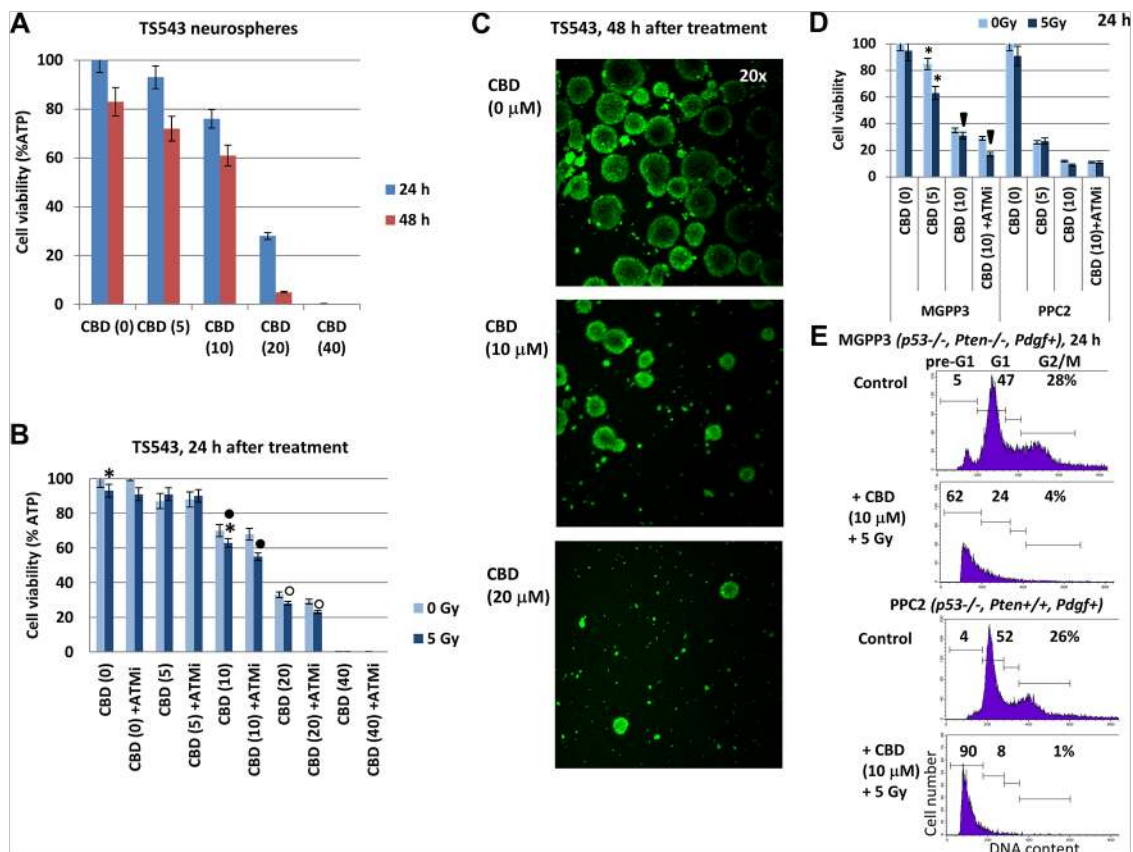 A
TS543 neurospheres
Cell viability (%ATP)
100
80
60
40
20
0
CBD (0)
CBD (5)
CBD
(10)
CBD
(20)
CBD
(40)
24 h
48 h
B
TS543, 24 h after treatment
Cell viability (% ATP)
100
80
60
40
20
0
* ● * ● ○ ○
CBD (0)
CBD (0) +ATMi
CBD (5)
CBD (5) +ATMi
CBD (10)
CBD (10) +ATMi
CBD (20)
CBD (20) +ATMi
CBD (40)
CBD (40) +ATMi
0 Gy
5 Gy
C
TS543, 48 h after treatment
CBD
(0 µM)
20x
CBD
(10 µM)
CBD
(20 µM)
D
0Gy 5Gy 24 h
Cell viability
100
80
60
40
20
0
* *
CBD (0)
CBD (5)
CBD (10)
CBD (10) +ATMi
CBD (0)
CBD (5)
CBD (10)
CBD (10)+ATMi
MGPP3 PPC2
E
MGPP3 (p53-/-, Pten-/-, Pdgf+), 24 h
pre-G1 G1 G2/M
Control 5 47 28%
+ CBD
(10 µM)
+ 5 Gy
62 24 4%
PPC2 (p53-/-, Pten+/+, Pdgf+)
Control 4 52 26%
+ CBD
(10 µM)
+ 5 Gy
90 8 1%
Cell number
DNA content